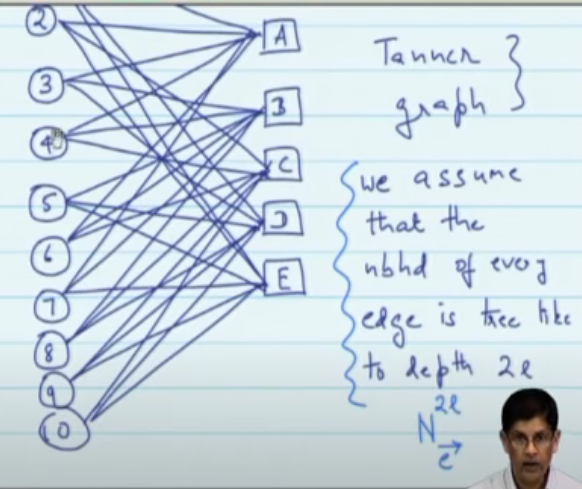 2
3
4
5
6
7
8
9
10
A
B
C
D
E
Tanner
graph
we assume
that the
nbhd of every
edge is tree like
to depth 2l
N 2l
e